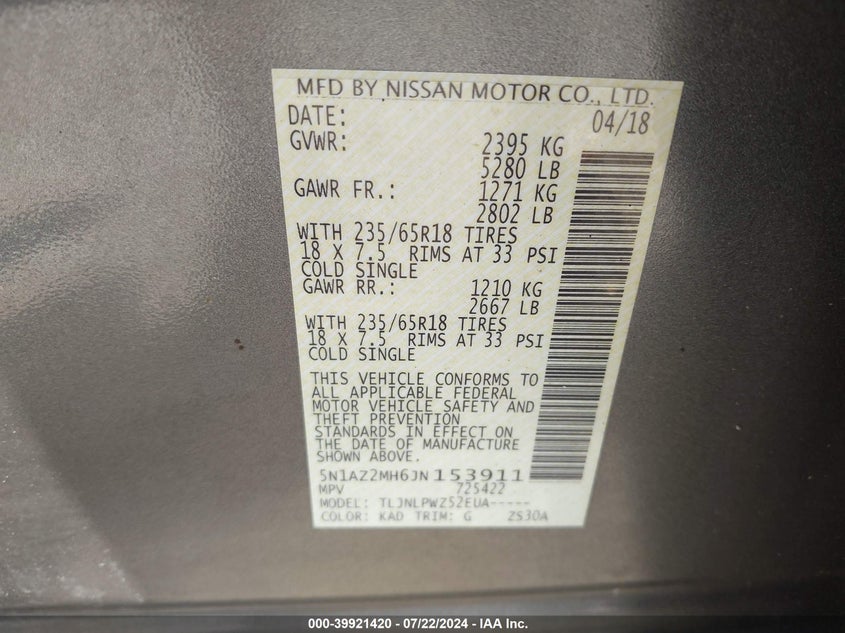 MFD BY NISSAN MOTOR CO., LTD.
DATE: 04/18
GVWR: 2395 KG
5280 LB
GAWR FR.: 1271 KG
2802 LB
WITH 235/65R18 TIRES
18 X 7.5 RIMS AT 33 PSI
COLD SINGLE
GAWR RR.: 1210 KG
2667 LB
WITH 235/65R18 TIRES
18 X 7.5 RIMS AT 33 PSI
COLD SINGLE
THIS VEHICLE CONFORMS TO
ALL APPLICABLE FEDERAL
MOTOR VEHICLE SAFETY AND
THEFT PREVENTION
STANDARDS IN EFFECT ON
THE DATE OF MANUFACTURE
SHOWN ABOVE.
5N1AZ2MH6JN153911
MPV 725422
MODEL: TLJNLPWZ52EUA-----
COLOR: KAD TRIM: G ZS30A
000-39921420 - 07/22/2024 - IAA Inc.